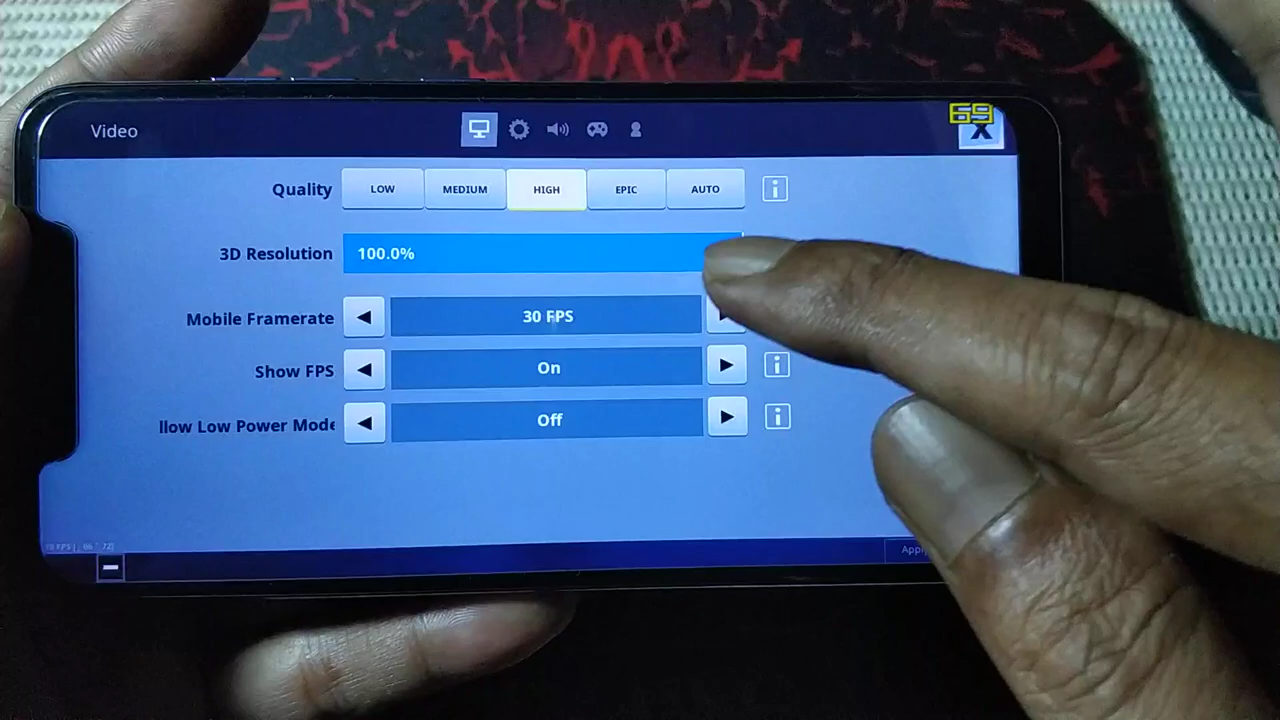 Video
69
X
Quality
LOW
MEDIUM
HIGH
EPIC
AUTO
i
3D Resolution
100.0%
Mobile Framerate
30 FPS
Show FPS
On
i
llow Low Power Mode
Off
i
Apply